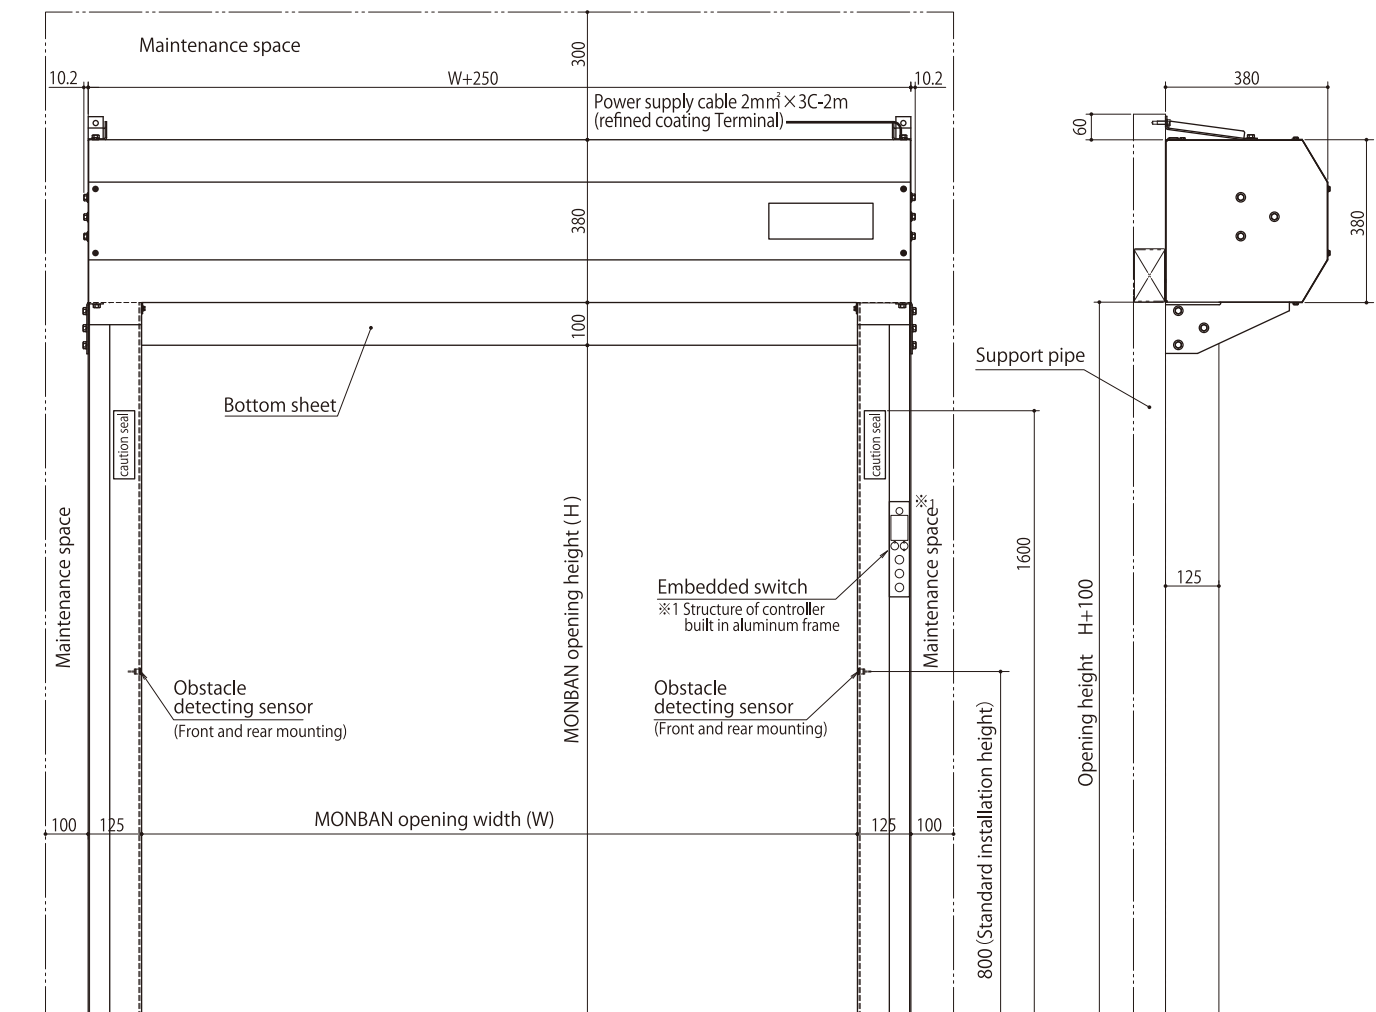 Maintenance space
300
10.2
W+250
10.2
380
Power supply cable 2mm²×3C-2m
(refined coating Terminal)
60
380
380
100
Support pipe
Bottom sheet
caution seal
caution seal
※1
Maintenance space
MONBAN opening height (H)
Maintenance space
1600
Embedded switch
※1 Structure of controller
built in aluminum frame
125
Opening height H+100
Obstacle
detecting sensor
(Front and rear mounting)
Obstacle
detecting sensor
(Front and rear mounting)
800 (Standard installation height)
100
125
MONBAN opening width (W)
125
100